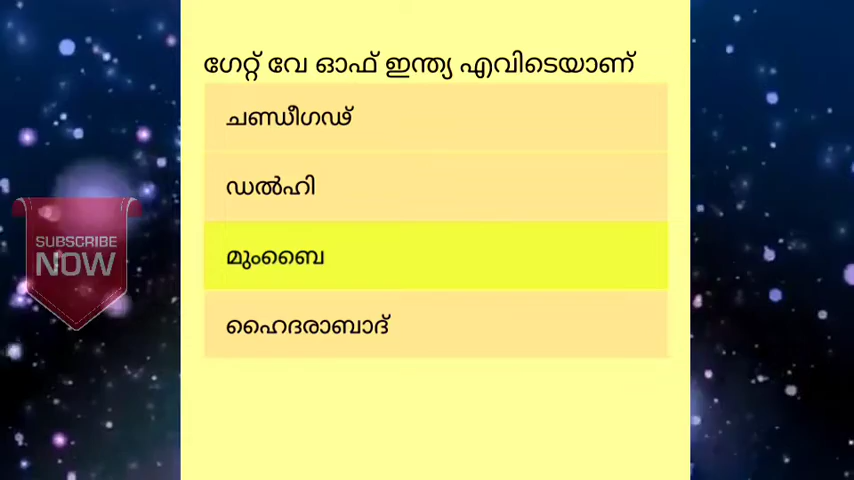 ഗേറ്റ് വേ ഓഫ് ഇന്ത്യ എവിടെയാണ്
ചണ്ഡീഗഢ്
ഡൽഹി
മുംബൈ
ഹൈദരാബാദ്
SUBSCRIBE
NOW